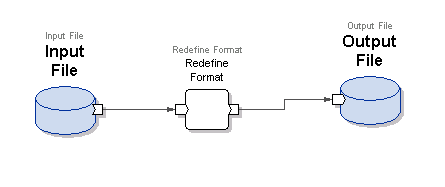 Input File
Input
File
Redefine Format
Redefine
Format
Output File
Output
File